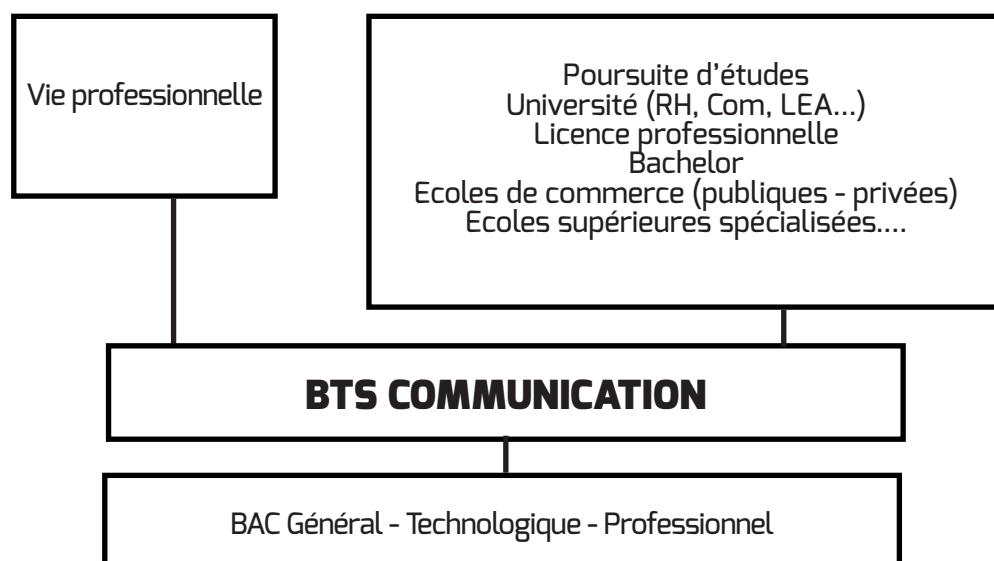 Vie professionnelle
Poursuite d'études
Université (RH, Com, LEA...)
Licence professionnelle
Bachelor
Ecoles de commerce (publiques - privées)
Ecoles supérieures spécialisées....
BTS COMMUNICATION
BAC Général - Technologique - Professionnel